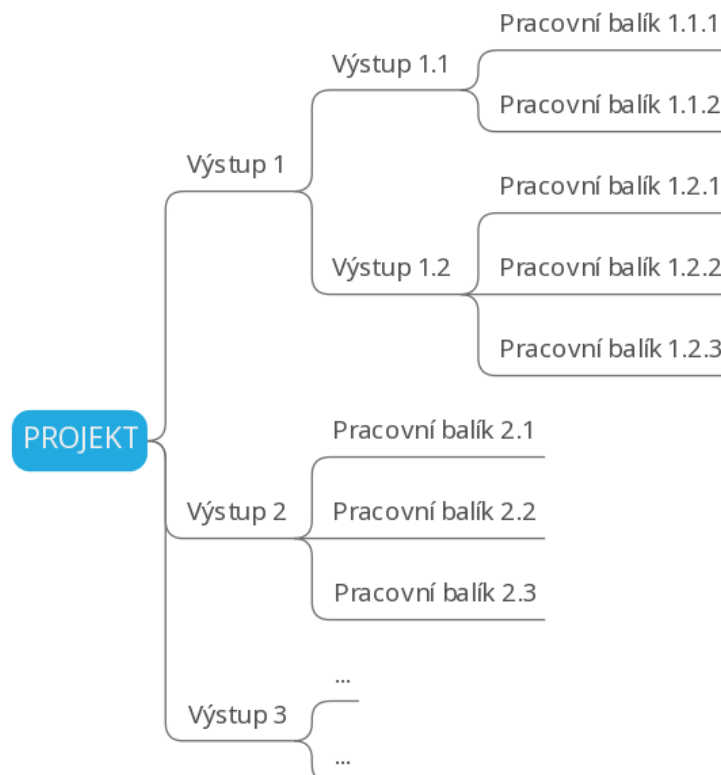 PROJEKT
Výstup 1
Výstup 1.1
Pracovní balík 1.1.1
Pracovní balík 1.1.2
Výstup 1.2
Pracovní balík 1.2.1
Pracovní balík 1.2.2
Pracovní balík 1.2.3
Výstup 2
Pracovní balík 2.1
Pracovní balík 2.2
Pracovní balík 2.3
Výstup 3
...
...